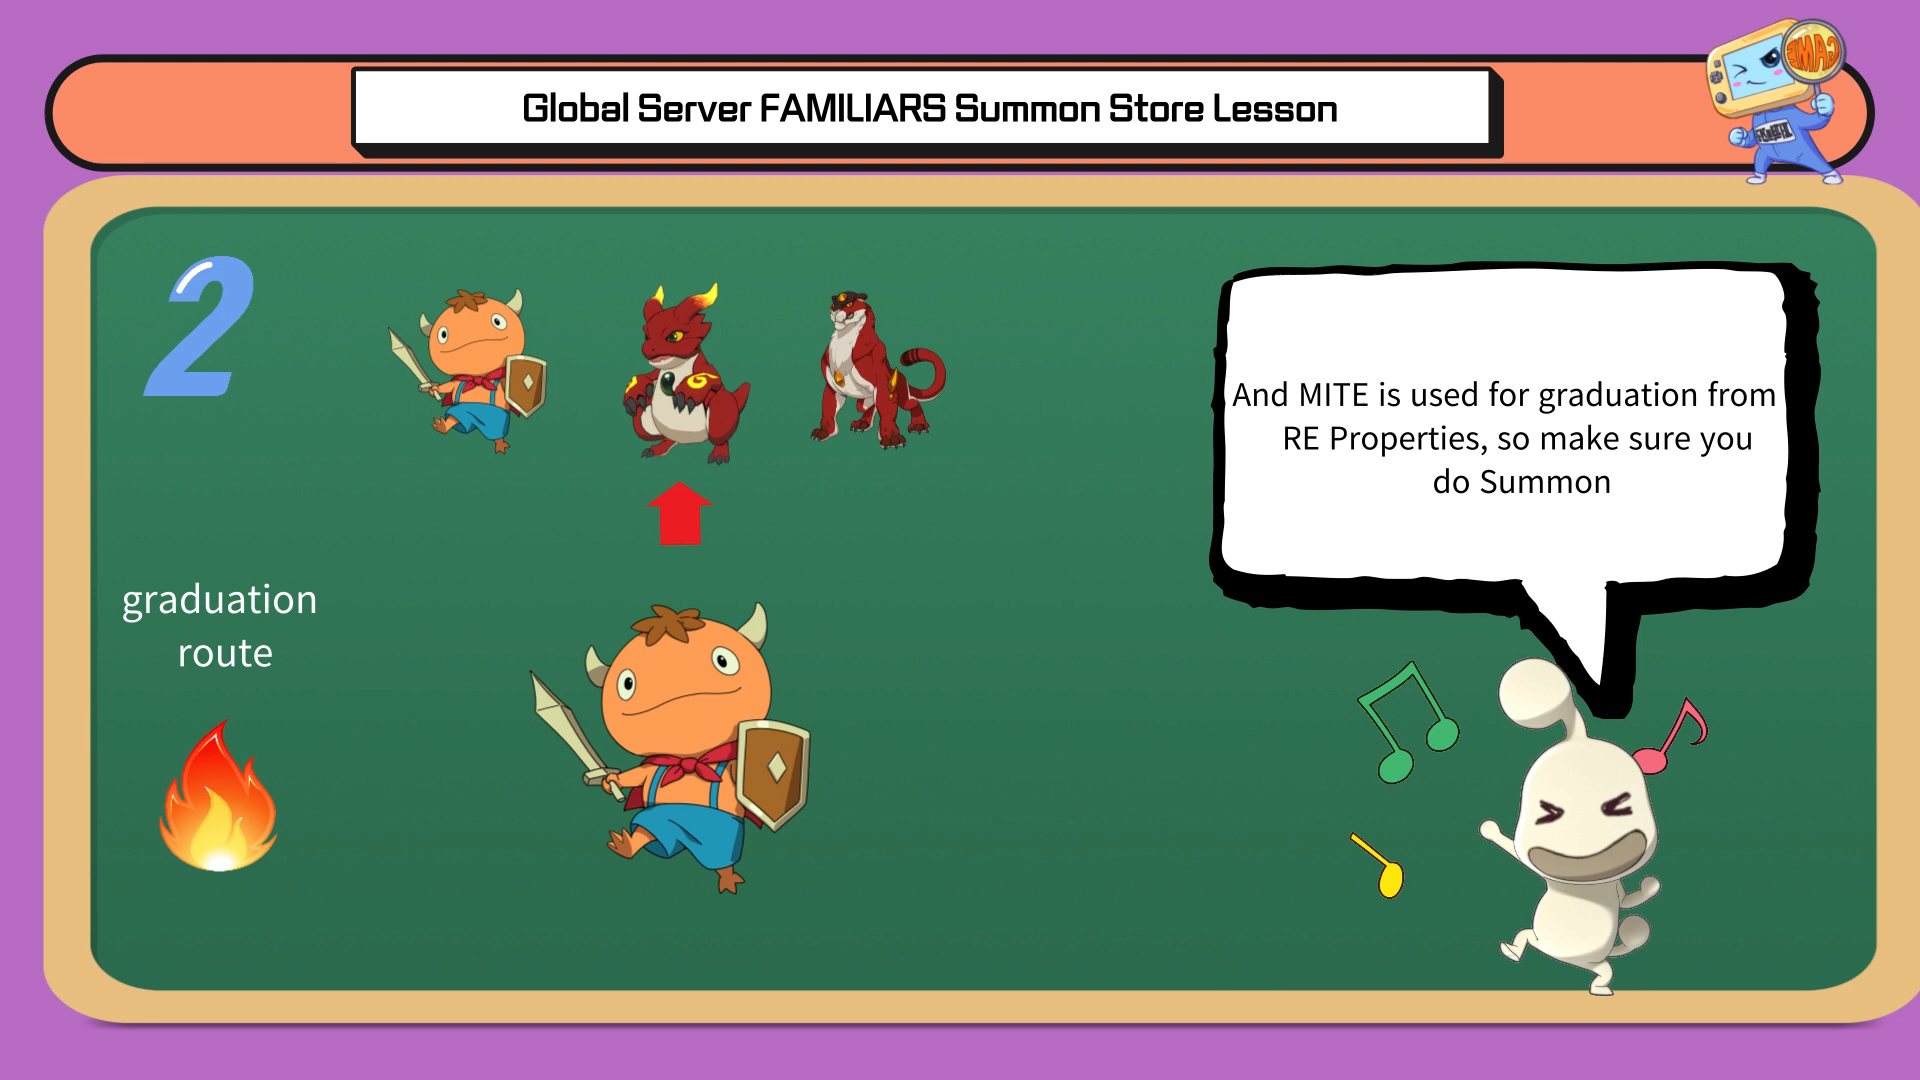 Global Server FAMILIARS Summon Store Lesson
2
And MITE is used for graduation from
RE Properties, so make sure you
do Summon
graduation
route